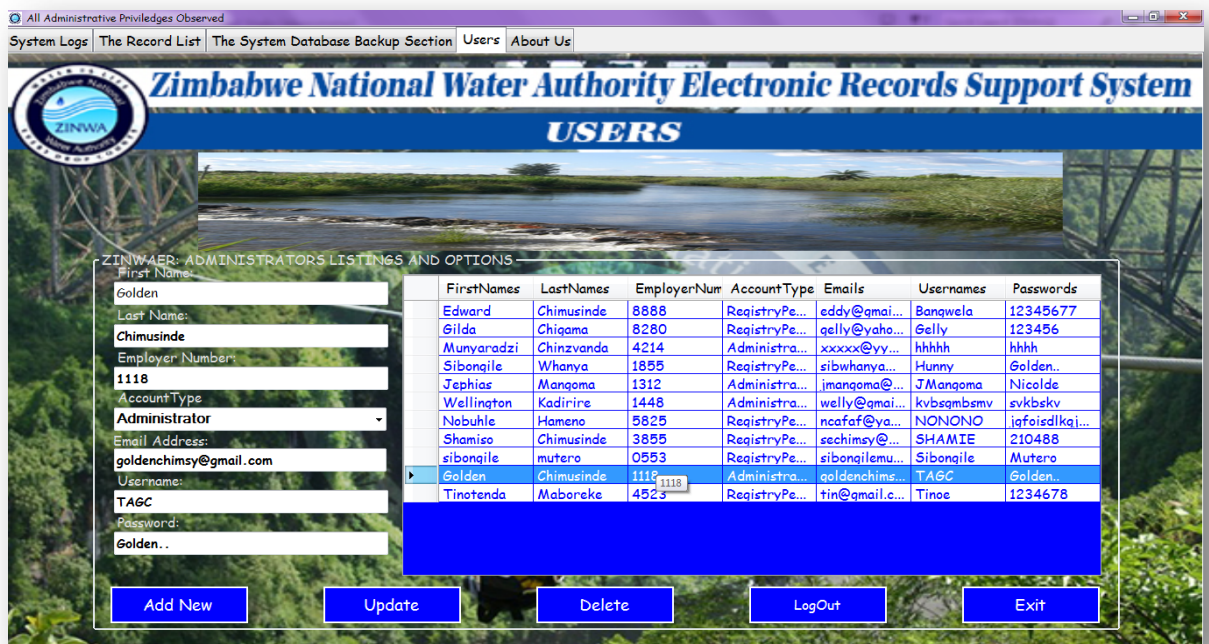 All Administrative Priviledges Observed
System Logs The Record List The System Database Backup Section Users About Us
Zimbabwe National Water Authority Electronic Records Support System
ZINWA
USERS
ZINWAER: ADMINISTRATORS LISTINGS AND OPTIONS
First Name:
Golden
Last Name:
Chimusinde
Employer Number:
1118
AccountType
Administrator
Email Address:
goldenchimsy@gmail.com
Username:
TAGC
Password:
Golden..
FirstNames LastNames EmployerNum AccountType Emails Usernames Passwords
Edward Chimusinde 8888 RegistryPe... eddy@gmai... Bangwela 12345677
Gilda Chigama 8280 RegistryPe... gelly@yaho... Gelly 123456
Munyaradzi Chinzvanda 4214 Administra... xxxxx@yy... hhhhh hhhh
Sibongile Whanya 1855 RegistryPe... sibwhanya... Hunny Golden..
Jephias Mangoma 1312 Administra... jmangoma@... JMangoma Nicolde
Wellington Kadirire 1448 Administra... welly@gmai... kvbsgmbsmv svkbskv
Nobuhle Hameno 5825 RegistryPe... ncafaf@ya... NONONO jgfoisdlkgj...
Shamiso Chimusinde 3855 RegistryPe... sechimsy@... SHAMIE 210488
sibongile mutero 0553 RegistryPe... sibongilemu... Sibongile Mutero
Golden Chimusinde 1118 Administra... goldenchims... TAGC Golden..
1118
Tinotenda Maboreke 4523 RegistryPe... tin@gmail.c... Tinoe 1234678
Add New Update Delete LogOut Exit